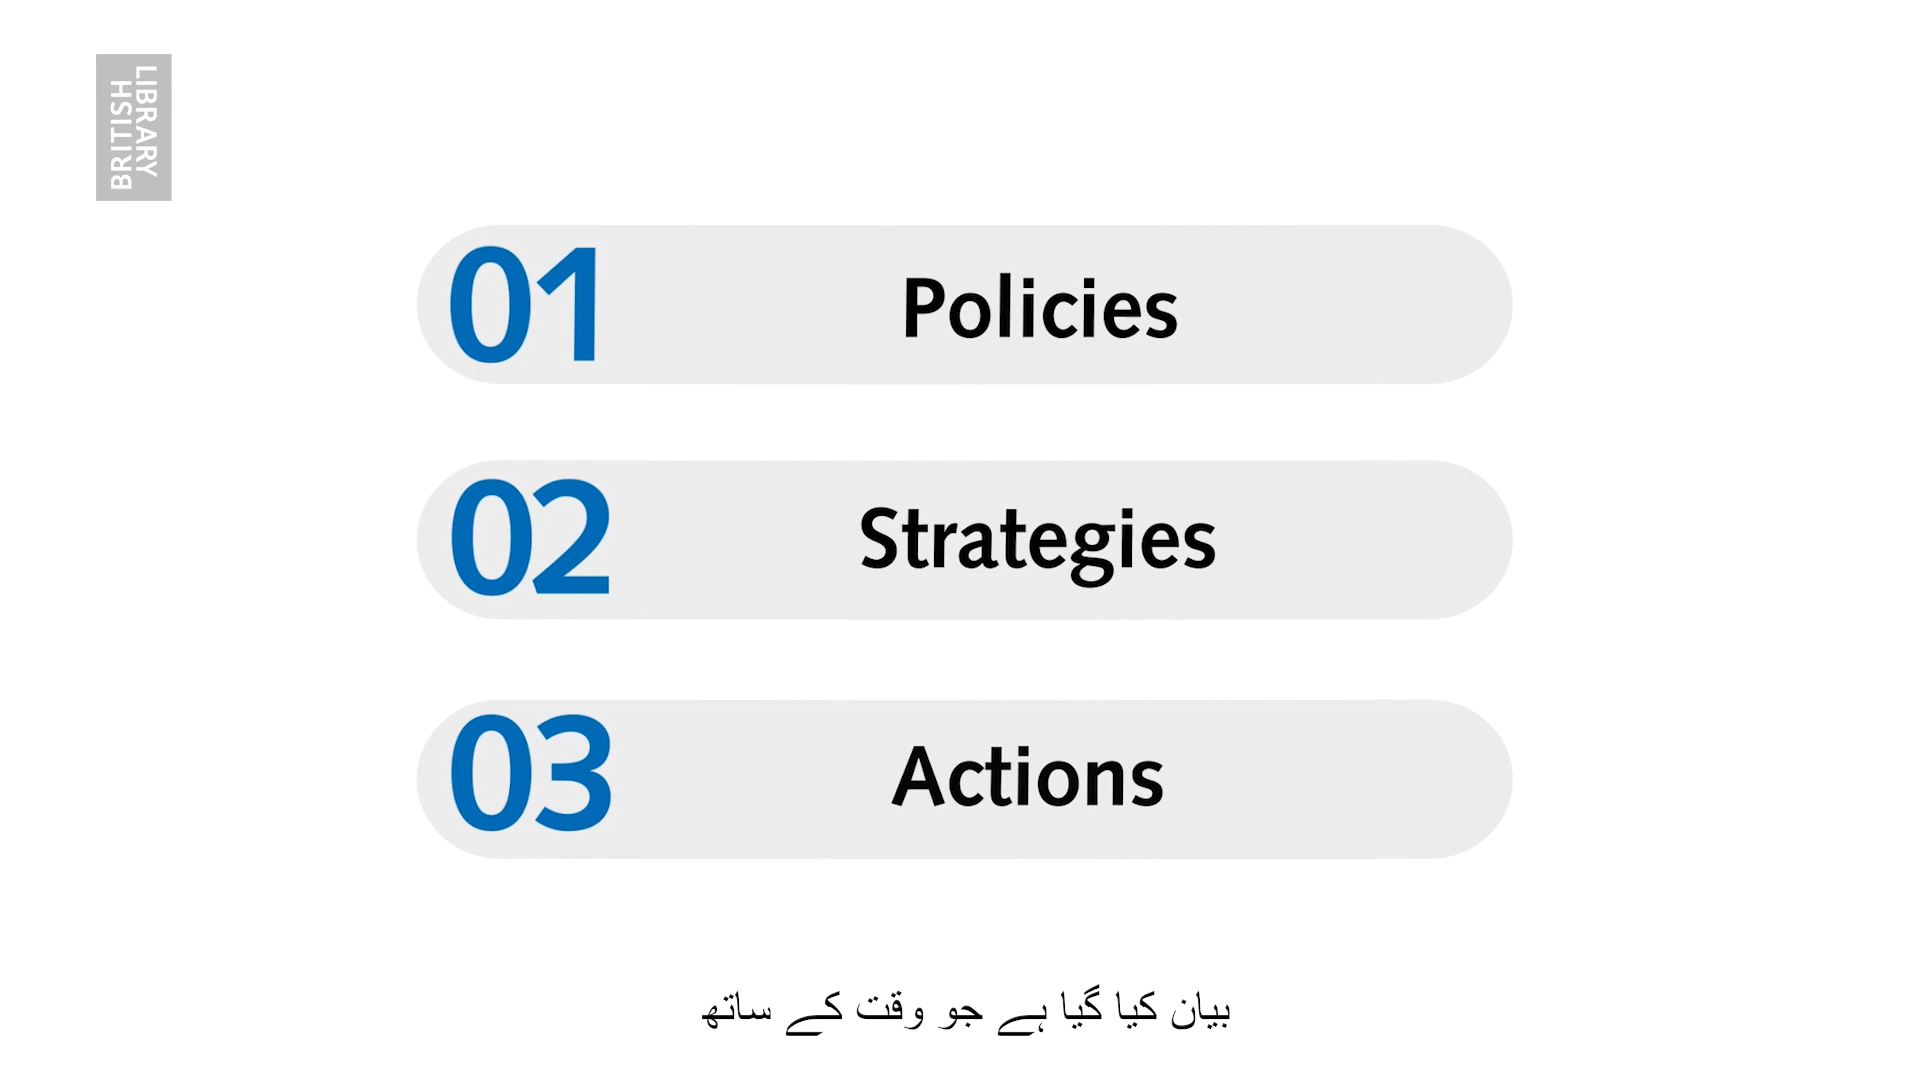 BRITISH
LIBRARY
01 Policies
02 Strategies
03 Actions
بیان کیا گیا ہے جو وقت کے ساتھ